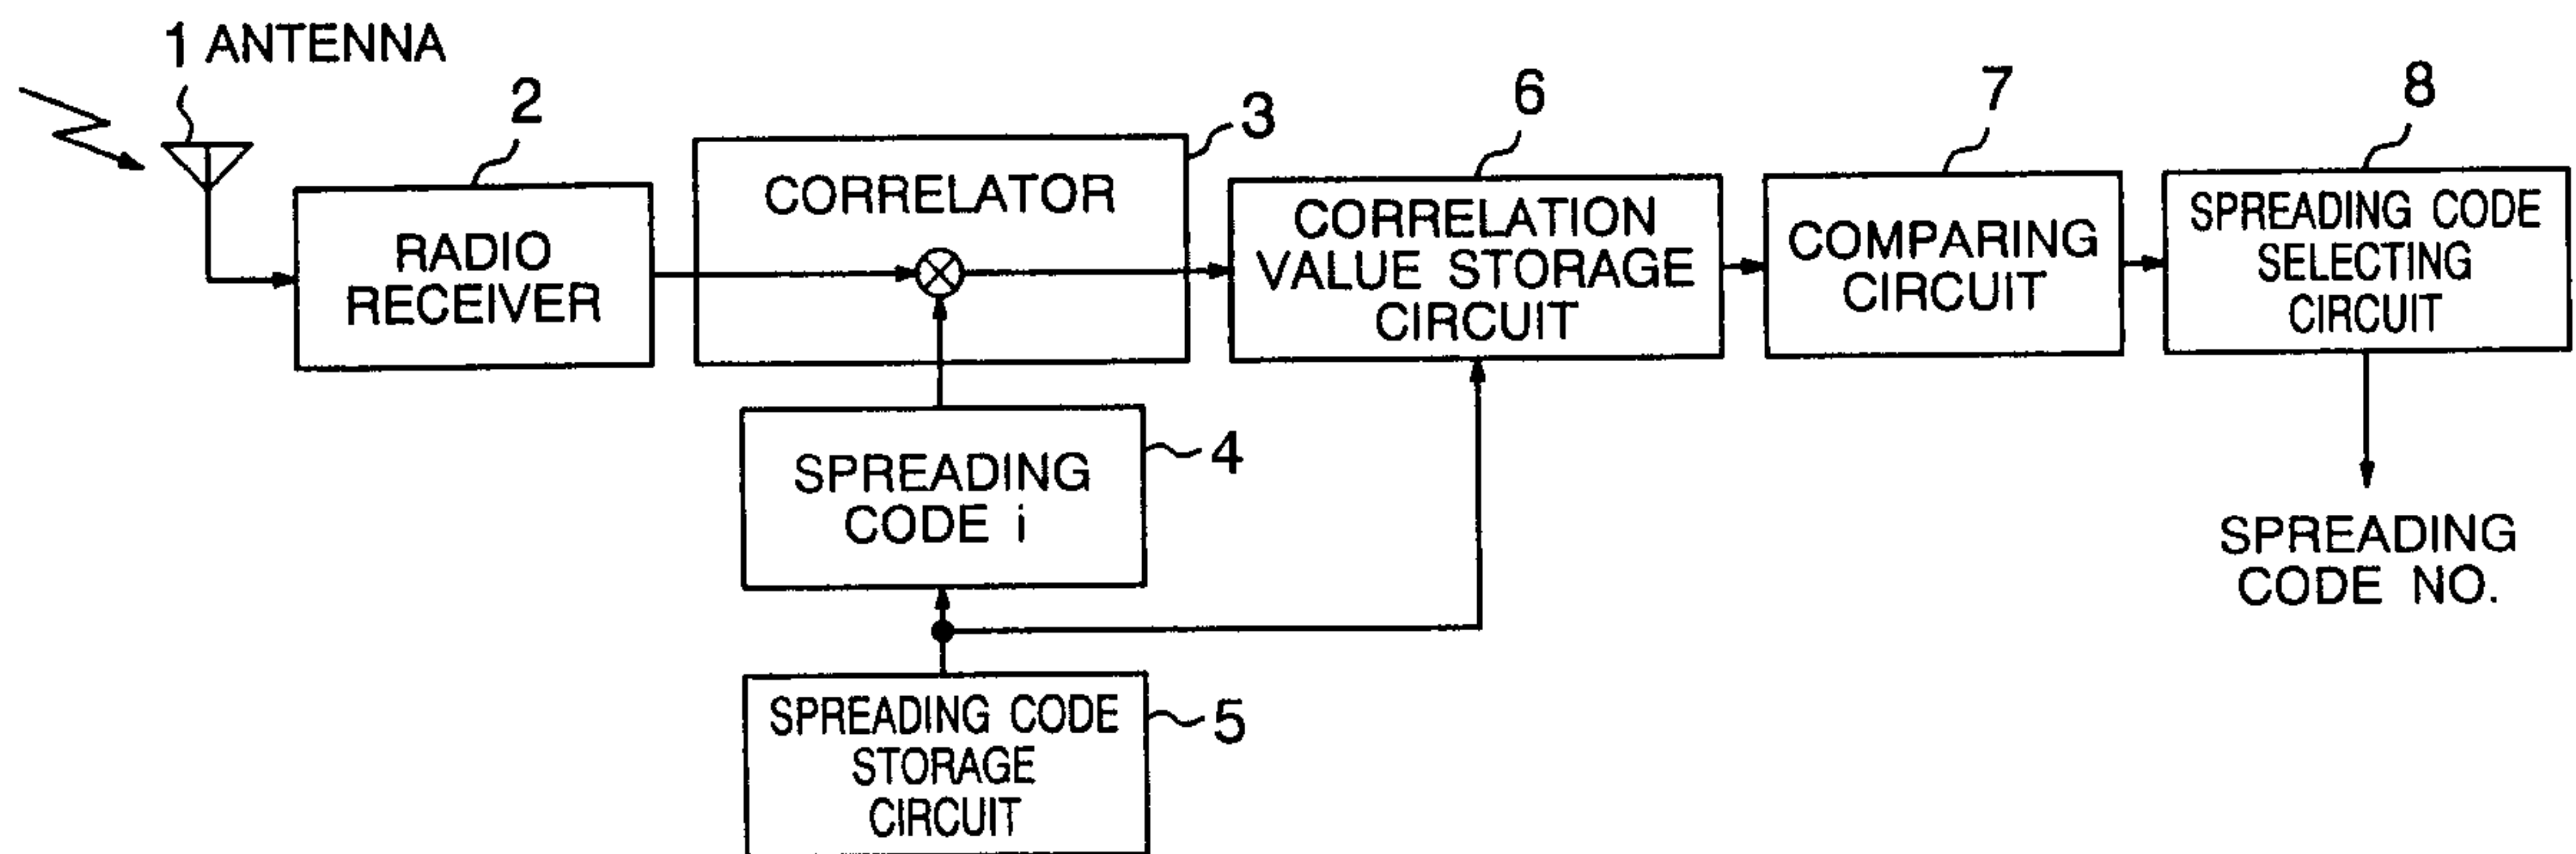 1 ANTENNA
2
3
6
7
8
RADIO
RECEIVER
CORRELATOR
CORRELATION
VALUE STORAGE
CIRCUIT
COMPARING
CIRCUIT
SPREADING CODE
SELECTING
CIRCUIT
SPREADING
CODE i
4
SPREADING
CODE NO.
SPREADING CODE
STORAGE
CIRCUIT
5